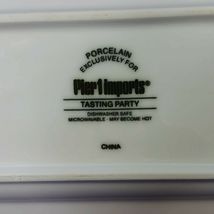 PORCELAIN
EXCLUSIVELY FOR
Pier 1 imports®
TASTING PARTY
DISHWASHER SAFE
MICROWAVABLE - MAY BECOME HOT
CHINA